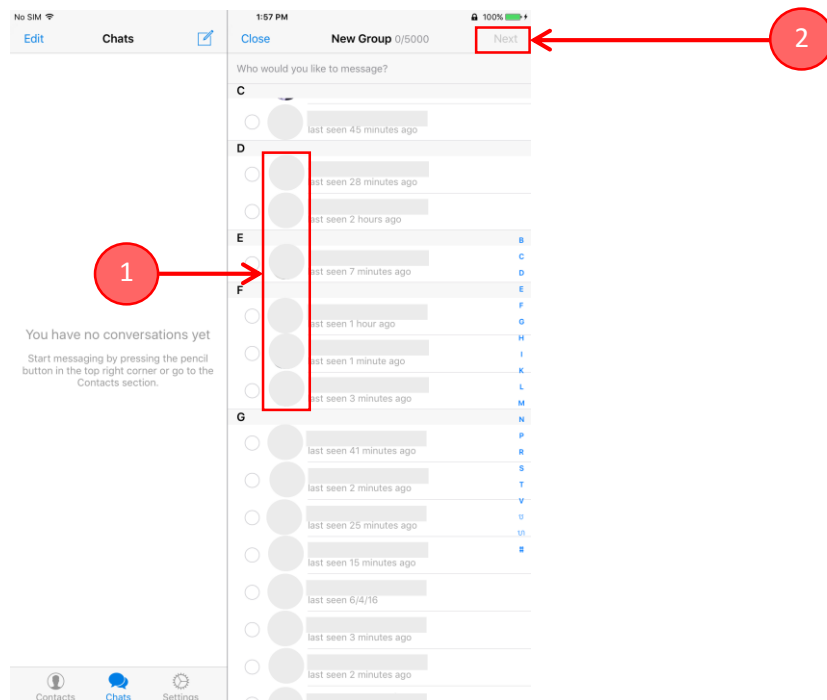 No SIM
1:57 PM
100%
Edit
Chats
Close
New Group 0/5000
Next
2
Who would you like to message?
C
last seen 45 minutes ago
D
last seen 28 minutes ago
last seen 2 hours ago
E
last seen 7 minutes ago
1
F
last seen 1 hour ago
last seen 1 minute ago
last seen 3 minutes ago
G
last seen 41 minutes ago
last seen 2 minutes ago
last seen 25 minutes ago
last seen 15 minutes ago
last seen 6/4/16
last seen 3 minutes ago
last seen 2 minutes ago
You have no conversations yet
Start messaging by pressing the pencil
button in the top right corner or go to the
Contacts section.
B
C
D
E
F
G
H
I
K
L
M
N
P
R
S
T
V
#
Contacts
Chats
Settings